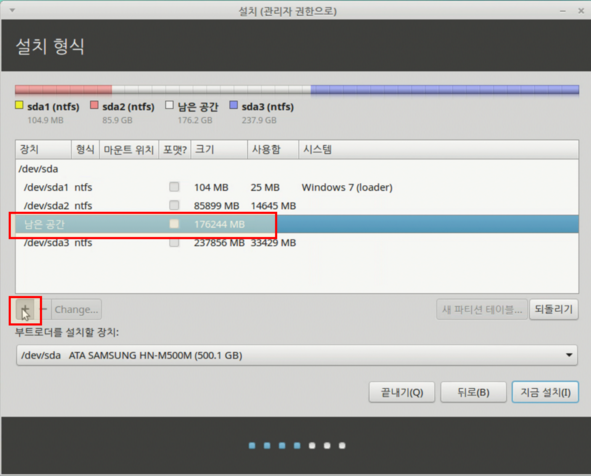 설치 (관리자 권한으로)
설치 형식
sda1 (ntfs) sda2 (ntfs) 남은 공간 sda3 (ntfs)
104.9 MB 85.9 GB 176.2 GB 237.9 GB
장치 형식 마운트 위치 포맷? 크기 사용함 시스템
/dev/sda
/dev/sda1 ntfs 104 MB 25 MB Windows 7 (loader)
/dev/sda2 ntfs 85899 MB 14645 MB
남은 공간 176244 MB
/dev/sda3 ntfs 237856 MB 33429 MB
+ - Change... 새 파티션 테이블... 되돌리기
부트로더를 설치할 장치:
/dev/sda ATA SAMSUNG HN-M500M (500.1 GB)
끝내기(Q) 뒤로(B) 지금 설치(I)